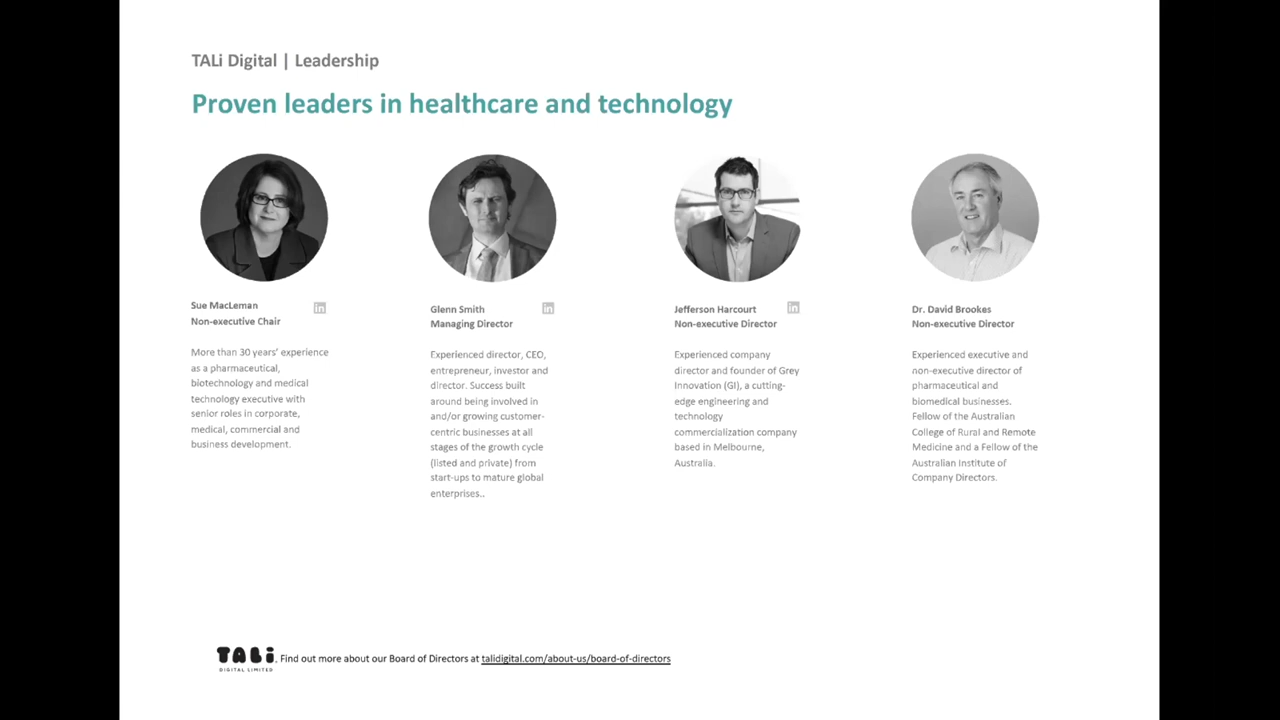 TALi Digital | Leadership
Proven leaders in healthcare and technology
Sue MacLeman
Non-executive Chair
in
More than 30 years' experience
as a pharmaceutical,
biotechnology and medical
technology executive with
senior roles in corporate,
medical, commercial and
business development.
Glenn Smith
Managing Director
in
Experienced director, CEO,
entrepreneur, investor and
director. Success built
around being involved in
and/or growing customer-
centric businesses at all
stages of the growth cycle
(listed and private) from
start-ups to mature global
enterprises..
Jefferson Harcourt
Non-executive Director
in
Experienced company
director and founder of Grey
Innovation (GI), a cutting-
edge engineering and
technology
commercialization company
based in Melbourne,
Australia.
Dr. David Brookes
Non-executive Director
Experienced executive and
non-executive director of
pharmaceutical and
biomedical businesses.
Fellow of the Australian
College of Rural and Remote
Medicine and a Fellow of the
Australian Institute of
Company Directors.
TALi
DIGITAL LIMITED
Find out more about our Board of Directors at talidigital.com/about-us/board-of-directors